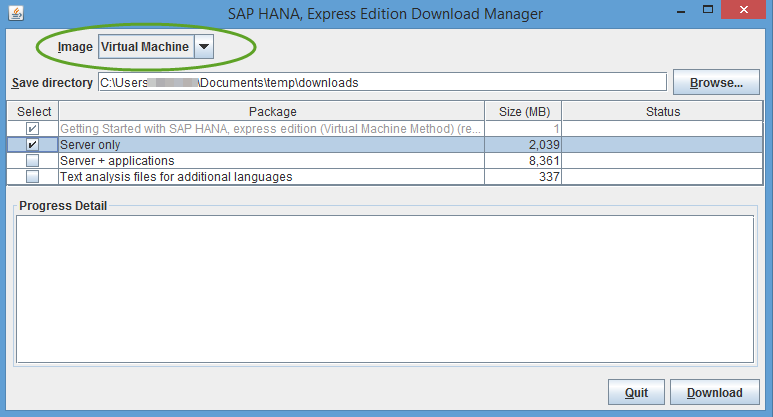 SAP HANA, Express Edition Download Manager
Image Virtual Machine
Save directory C:\Users\ \Documents\temp\downloads Browse...
Select Package Size (MB) Status
Getting Started with SAP HANA, express edition (Virtual Machine Method) (re... 1
Server only 2,039
Server + applications 8,361
Text analysis files for additional languages 337
Progress Detail
Quit Download